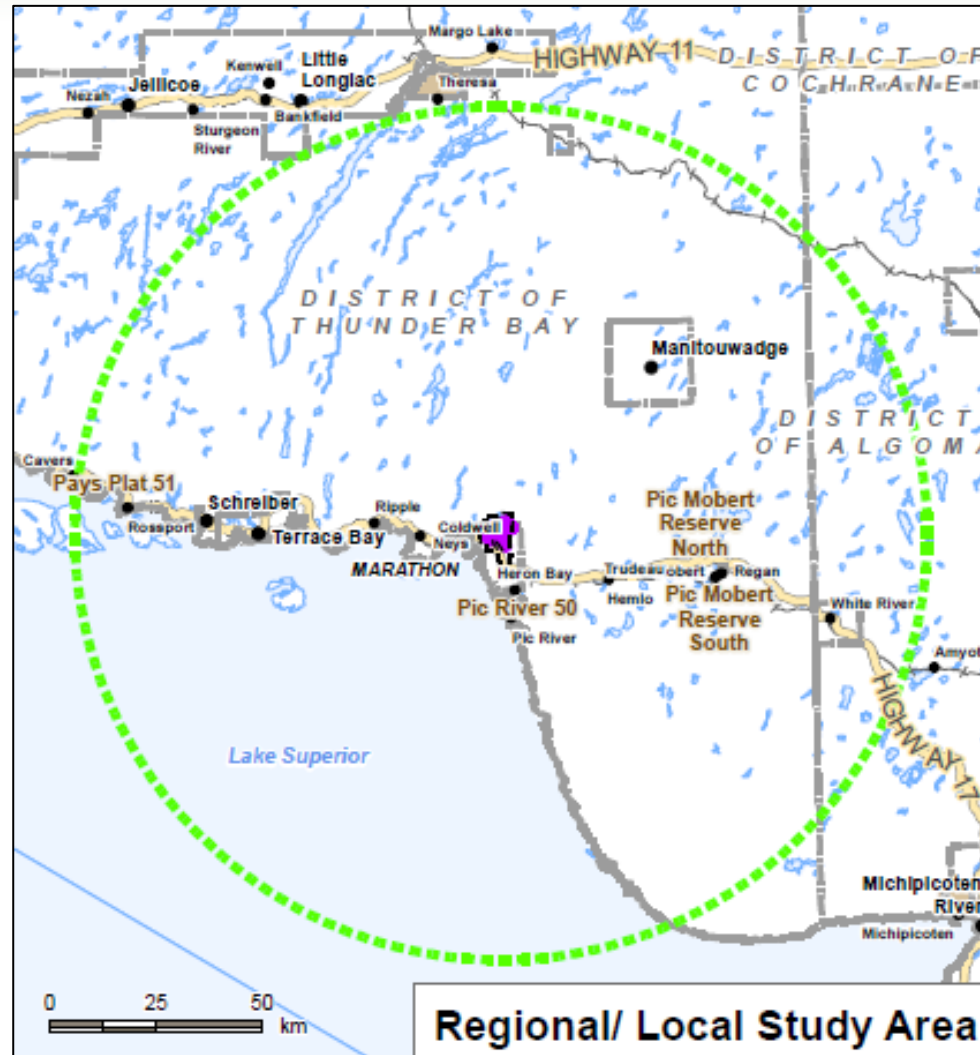 Margo Lake
HIGHWAY 11
DISTRICT OF
COCHRANE
Kenwell
Little
Longlac
Theresa
Nezah
Jellicoe
Bankfield
Sturgeon
River
DISTRICT OF
THUNDER BAY
Manitouwadge
DISTRICT
OF ALGOMA
Cavers
Pays Plat 51
Schreiber
Rossport
Terrace Bay
Ripple
Coldwell
Neys
MARATHON
Pic Mobert
Reserve
North
Heron Bay
Trudeau
obert
Regan
Hemlo
Pic River 50
Pic Mobert
Reserve
South
White River
Pic River
Amyot
HIGHWAY 17
Lake Superior
Michipicoten
River
Michipicoten
0 25 50
km
Regional/ Local Study Area